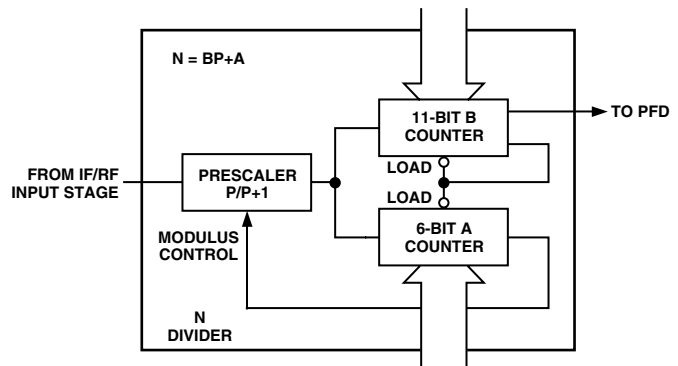 N = BP+A
11-BIT B
COUNTER
TO PFD
FROM IF/RF
INPUT STAGE
PRESCALER
P/P+1
LOAD
LOAD
MODULUS
CONTROL
6-BIT A
COUNTER
N
DIVIDER